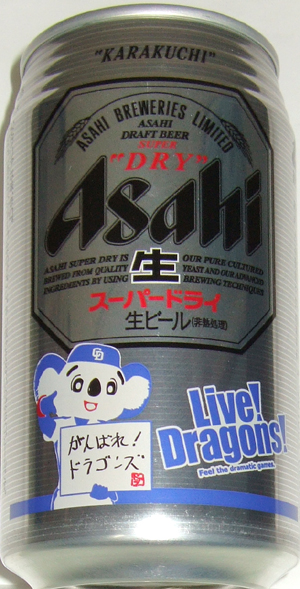 "KARAKUCHI"
ASAHI BREWERIES LIMITED
ASAHI
DRAFT BEER
SUPER
"DRY"
Asahi
ASAHI SUPER DRY IS
BREWED FROM QUALITY
INGREDIENTS BY USING
生
OUR PURE CULTURED
YEAST AND OUR ADVANCED
BREWING TECHNIQUES
スーパードライ
生ビール(非熱処理)
CD
がんばれ!
ドラゴンズ
Live!
Dragons!
Feel the dramatic games.